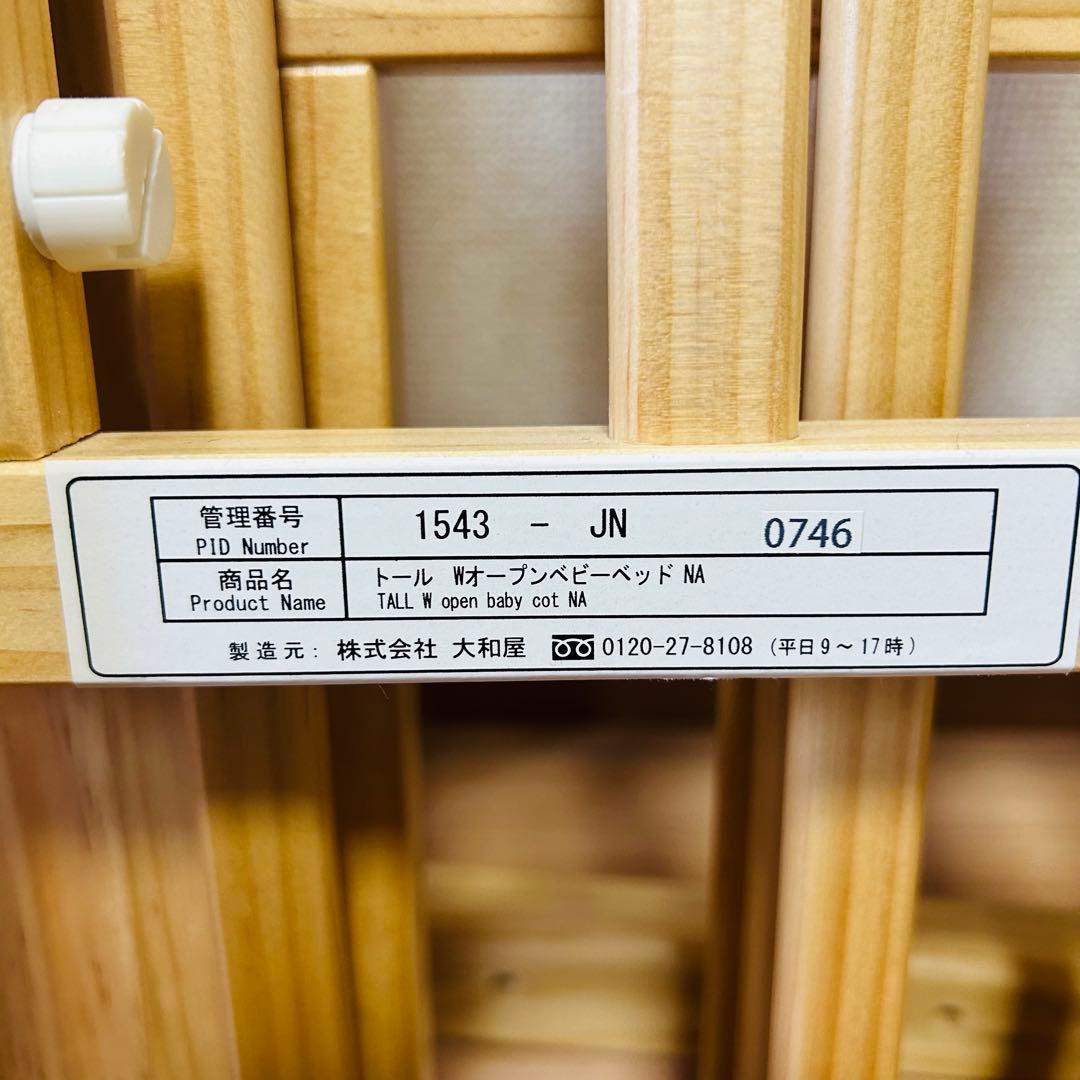 管理番号 1543 - JN 0746
PID Number
商品名 トール Wオープンベビーベッド NA
Product Name TALL W open baby cot NA
製造元: 株式会社 大和屋 0120-27-8108 (平日9～17時)